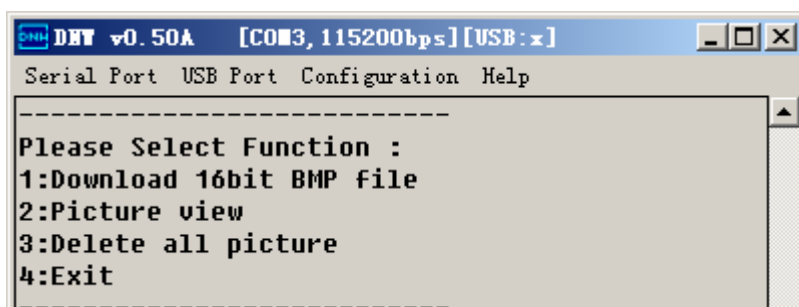 DNW v0.50A [COM3,115200bps][USB:x]
Serial Port USB Port Configuration Help
---------------------------
Please Select Function :
1:Download 16bit BMP file
2:Picture view
3:Delete all picture
4:Exit
---------------------------